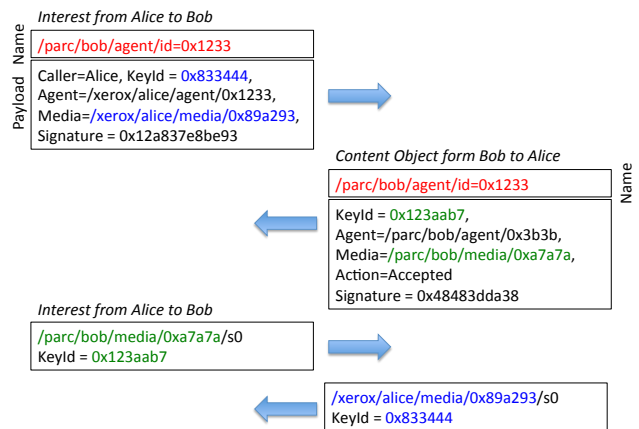 Interest from Alice to Bob
Name
/parc/bob/agent/id=0x1233
Payload
Caller=Alice, KeyId = 0x833444,
Agent=/xerox/alice/agent/0x1233,
Media=/xerox/alice/media/0x89a293,
Signature = 0x12a837e8be93
Content Object form Bob to Alice
/parc/bob/agent/id=0x1233
Name
KeyId = 0x123aab7,
Agent=/parc/bob/agent/0x3b3b,
Media=/parc/bob/media/0xa7a7a,
Action=Accepted
Signature = 0x48483dda38
Interest from Alice to Bob
/parc/bob/media/0xa7a7a/s0
KeyId = 0x123aab7
/xerox/alice/media/0x89a293/s0
KeyId = 0x833444